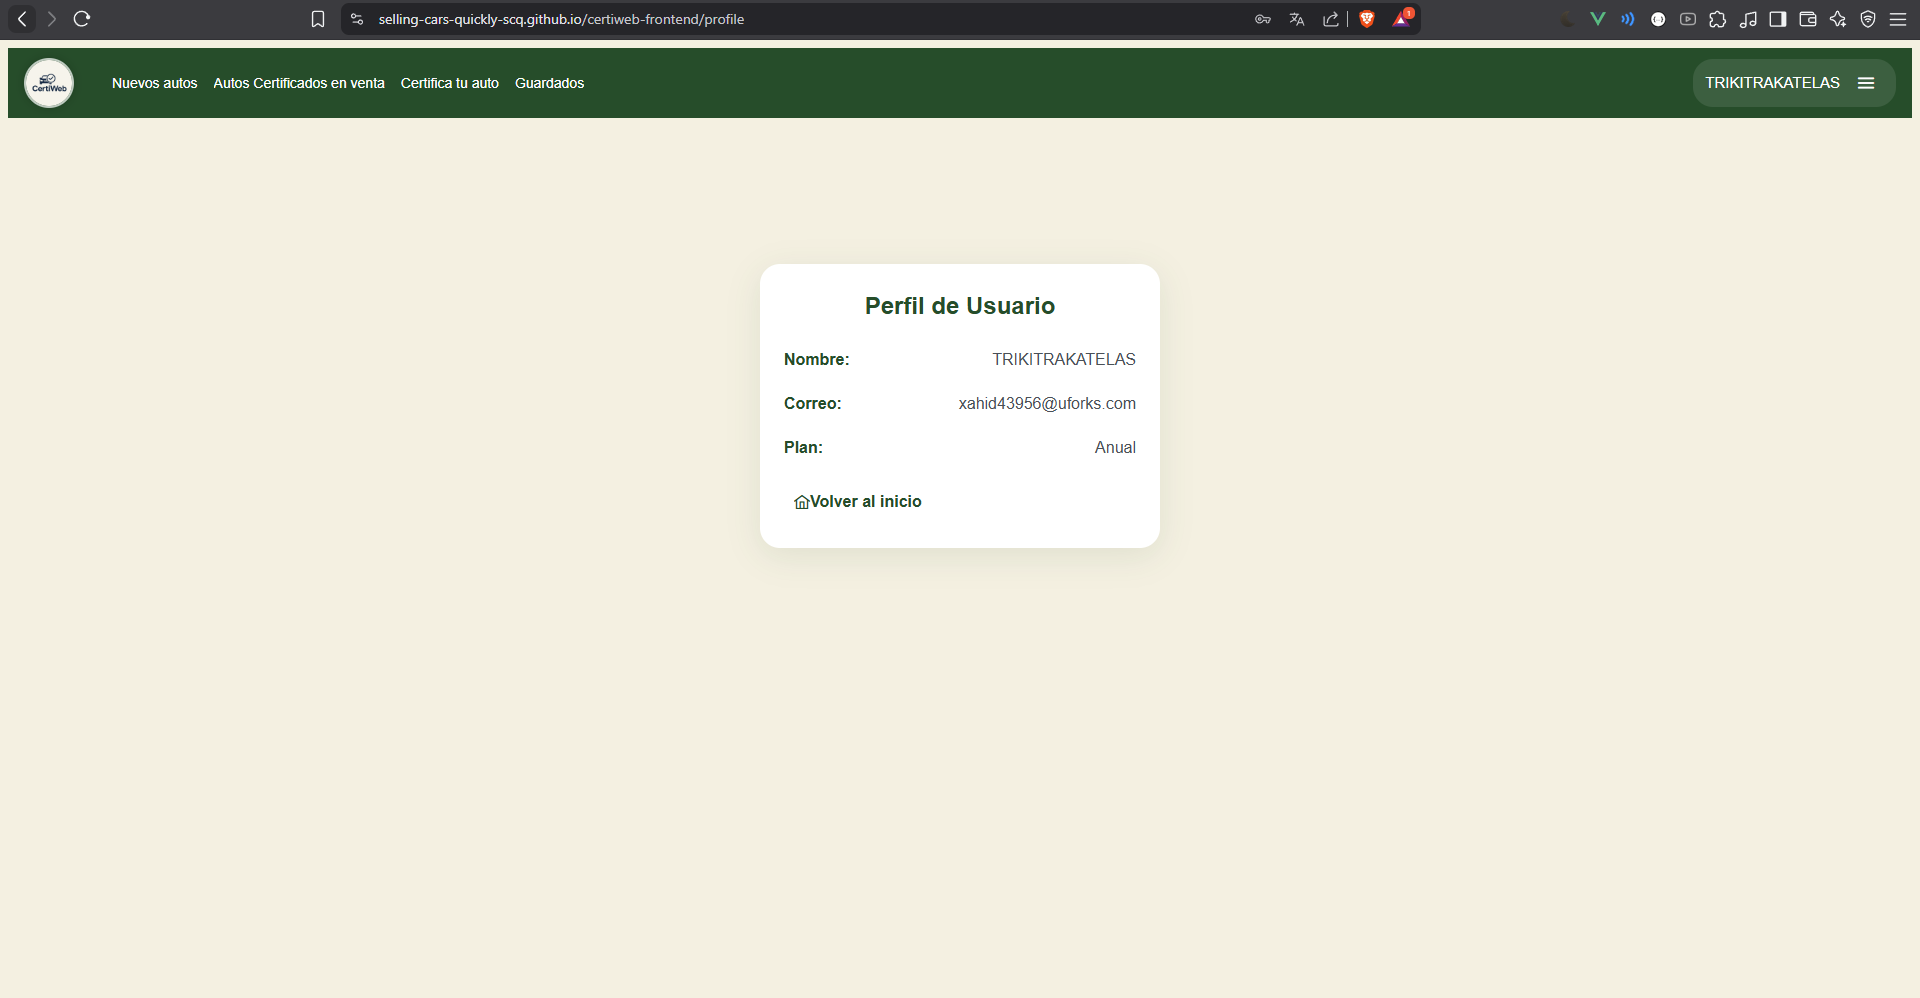 selling-cars-quickly-scq.github.io/certiweb-frontend/profile
1
CertiWeb
Nuevos autos Autos Certificados en venta Certifica tu auto Guardados
TRIKITRAKATELAS
Perfil de Usuario
Nombre: TRIKITRAKATELAS
Correo: xahid43956@uforks.com
Plan: Anual
Volver al inicio